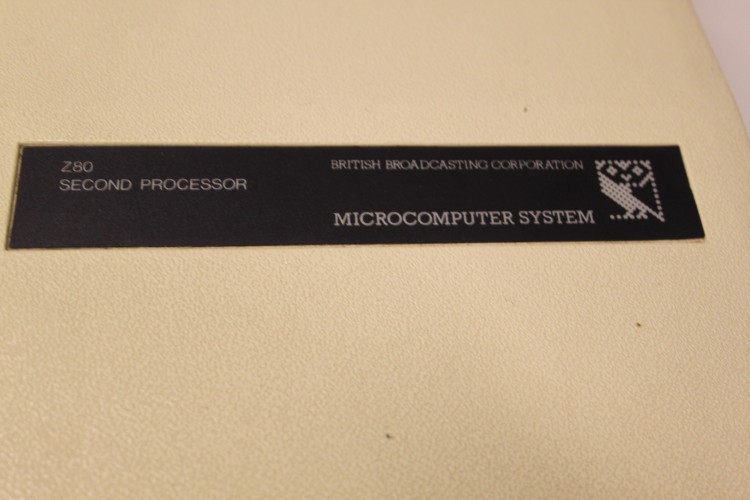 Z80
SECOND PROCESSOR
BRITISH BROADCASTING CORPORATION
MICROCOMPUTER SYSTEM